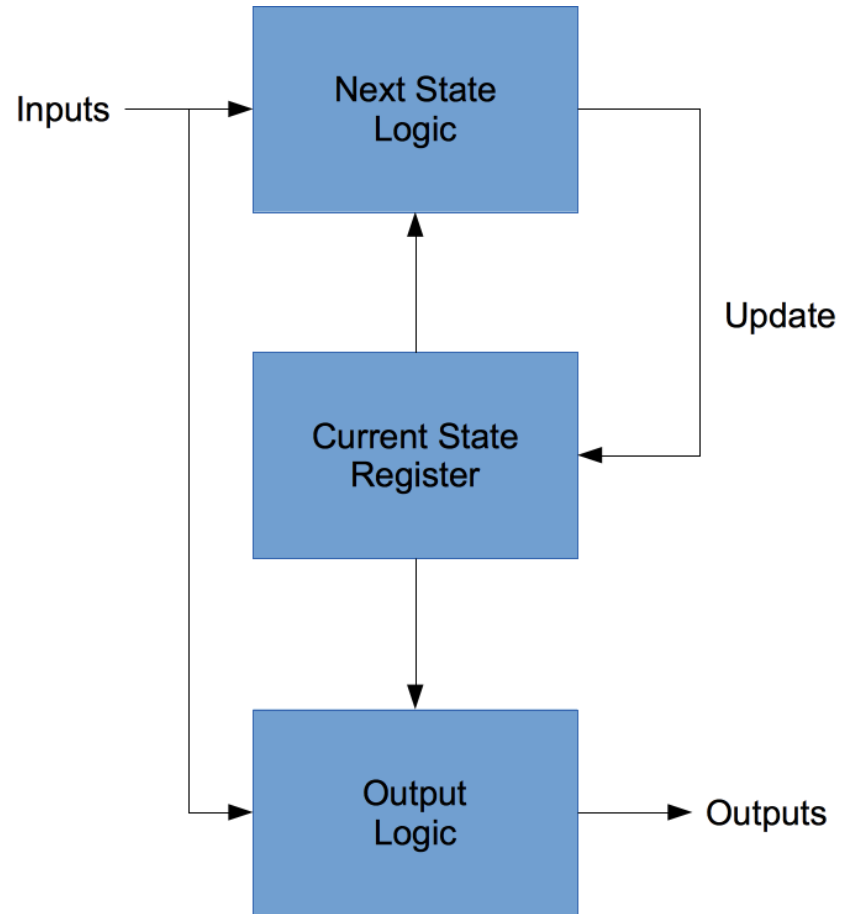 Next State
Logic
Inputs
Update
Current State
Register
Output
Logic
Outputs